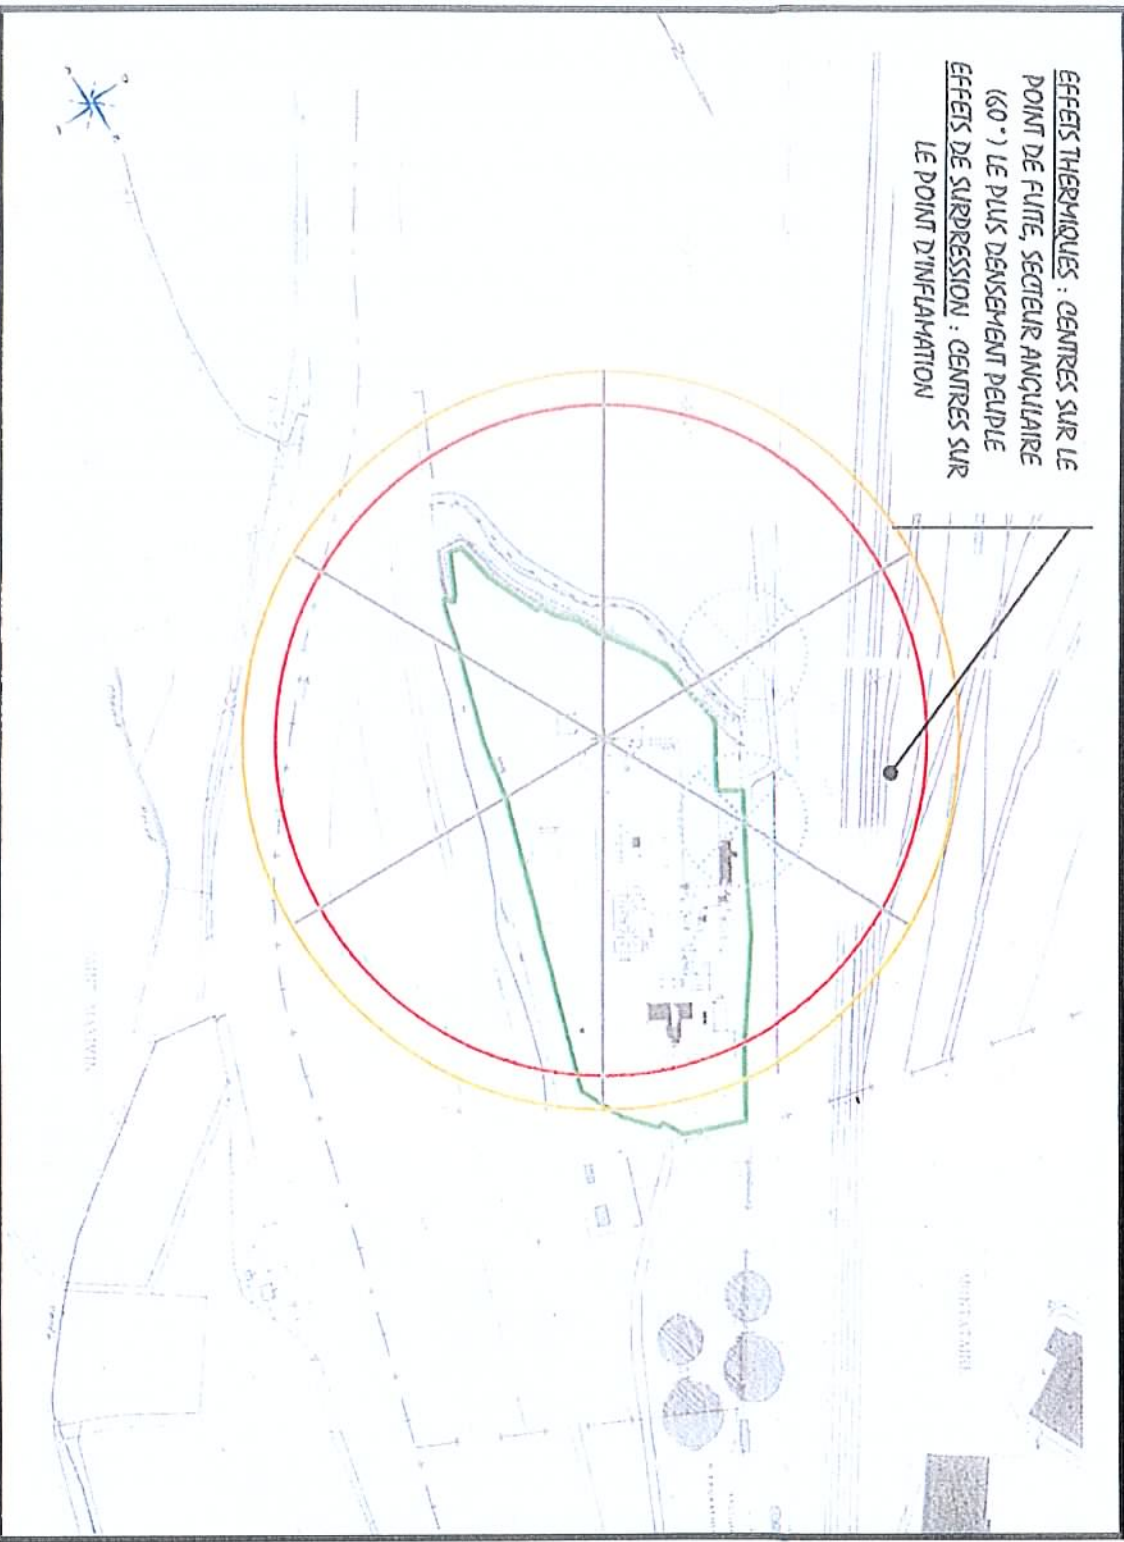 EFFETS THERMIQUES : CENTRES SUR LE
POINT DE FUITE, SECTEUR ANGULAIRE
(60°) LE PLUS DENSEMENT PEUPLE
EFFETS DE SURPRESSION : CENTRES SUR
LE POINT D'INFLAMATION